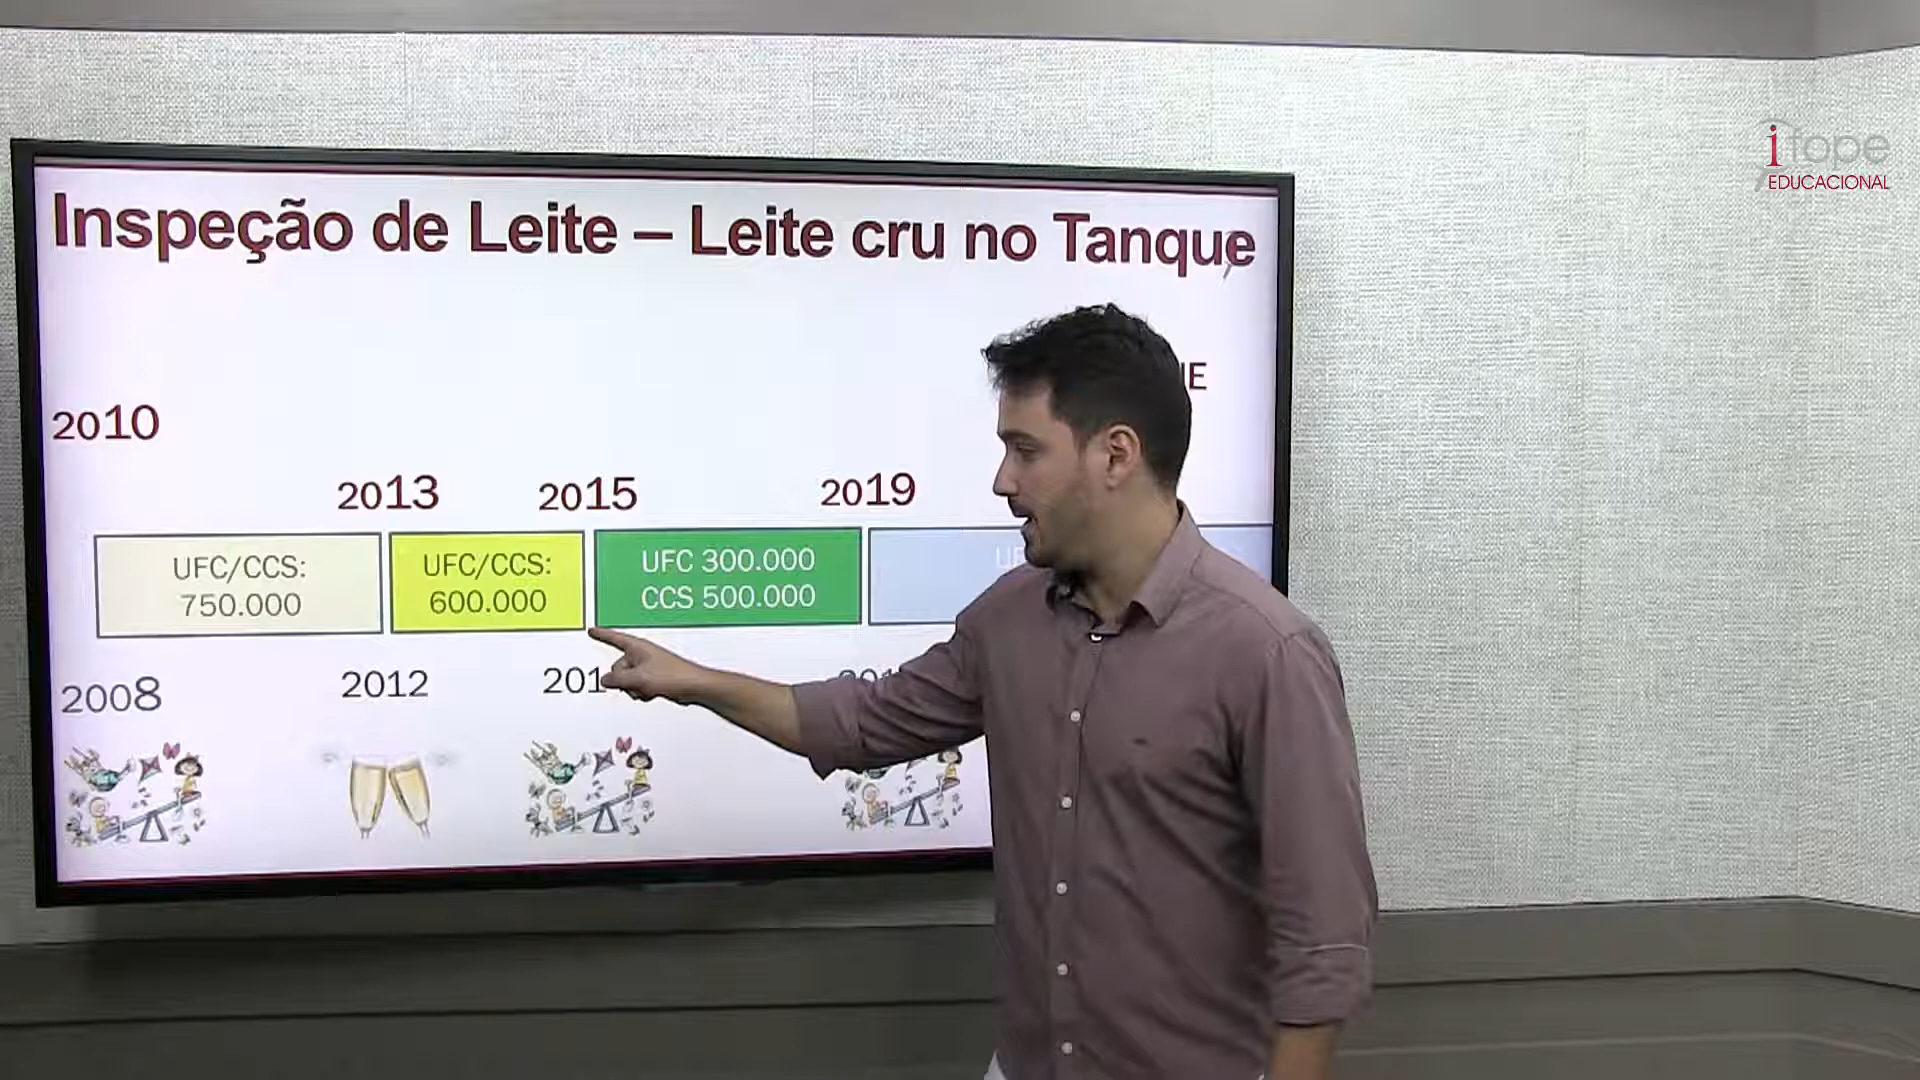 Inspeção de Leite – Leite cru no Tanque
2010
2013
2015
2019
UFC/CCS:
750.000
UFC/CCS:
600.000
UFC 300.000
CCS 500.000
2008
2012
itope
EDUCACIONAL